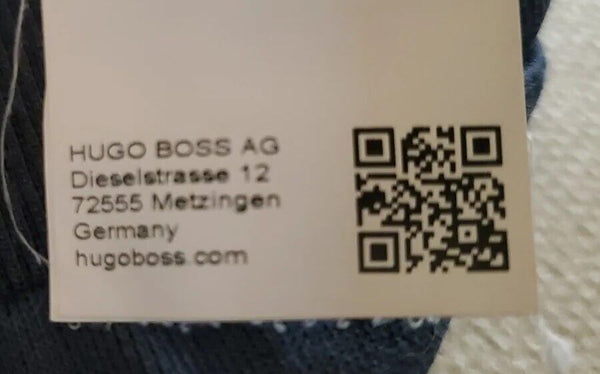 HUGO BOSS AG
Dieselstrasse 12
72555 Metzingen
Germany
hugoboss.com